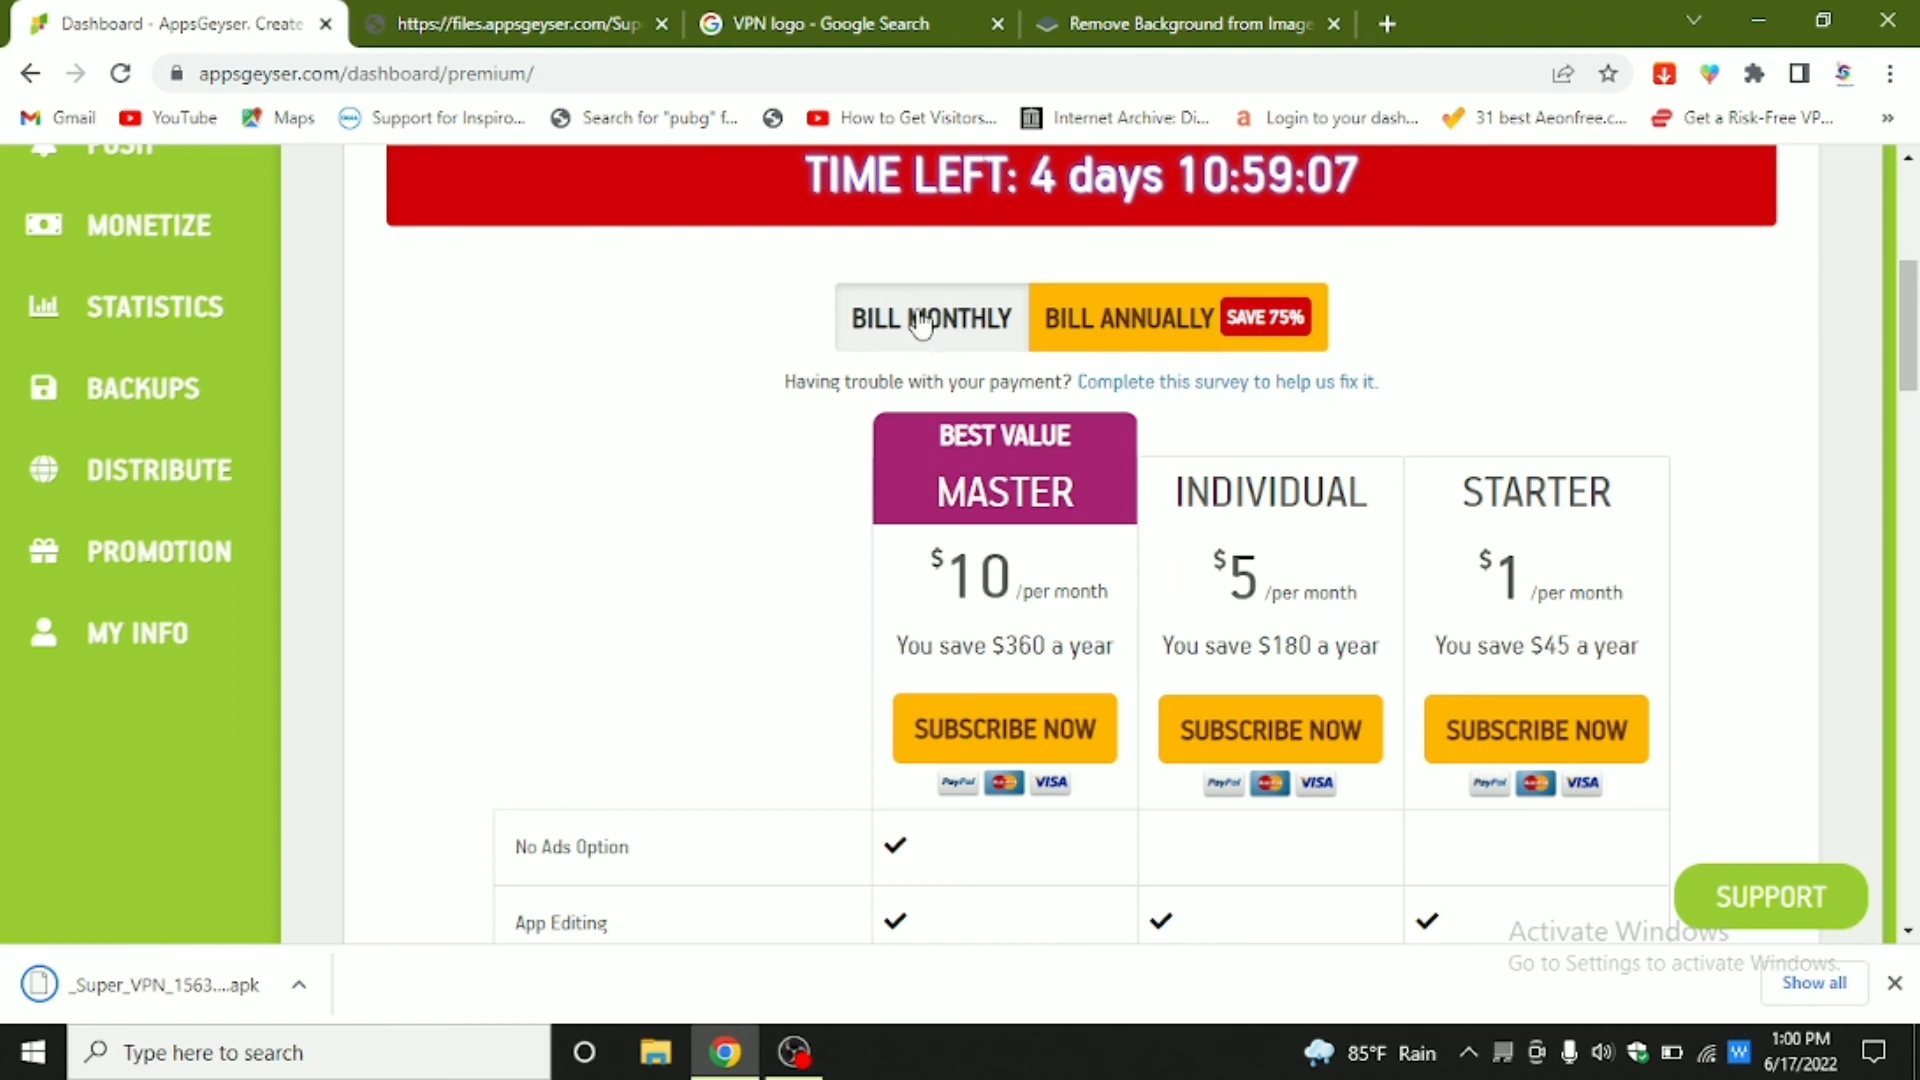 Dashboard - AppsGeyser. Create
https://files.appsgeyser.com/Sup
VPN logo - Google Search
Remove Background from Image
appsgeyser.com/dashboard/premium/
Gmail
YouTube
Maps
Support for Inspiro...
Search for "pubg" f...
How to Get Visitors...
Internet Archive: Di...
Login to your dash...
31 best Aeonfree.c...
Get a Risk-Free VP...
»
PUSH
MONETIZE
STATISTICS
BACKUPS
DISTRIBUTE
PROMOTION
MY INFO
TIME LEFT: 4 days 10:59:07
BILL MONTHLY
BILL ANNUALLY SAVE 75%
Having trouble with your payment? Complete this survey to help us fix it.
BEST VALUE
MASTER
INDIVIDUAL
STARTER
$10 /per month
$5 /per month
$1 /per month
You save $360 a year
You save $180 a year
You save $45 a year
SUBSCRIBE NOW
SUBSCRIBE NOW
SUBSCRIBE NOW
PayPal VISA
PayPal VISA
PayPal VISA
No Ads Option
App Editing
SUPPORT
Activate Windows
Go to Settings to activate Windows.
_Super_VPN_1563....apk
Show all
Type here to search
85°F Rain
1:00 PM
6/17/2022